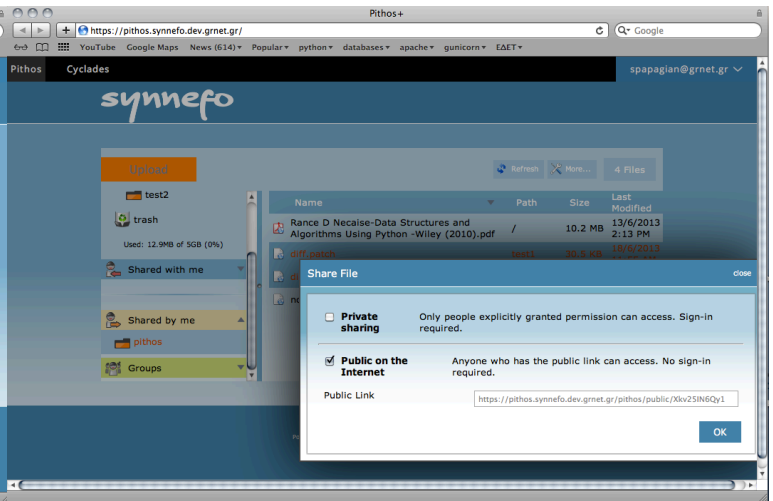 Pithos+
https://pithos.synnefo.dev.grnet.gr/
Google
YouTube Google Maps News (614) Popular python databases apache gunicorn ΕΔΕΤ
Pithos Cyclades spapagian@grnet.gr
synnefo
Upload Refresh More... 4 Files
test2
trash
Used: 12.9MB of 5GB (0%)
Shared with me
Shared by me
pithos
Groups
Name Path Size Last Modified
Rance D Necaise-Data Structures and
Algorithms Using Python -Wiley (2010).pdf / 10.2 MB 13/6/2013
2:13 PM
diff.patch test1 30.5 KB 18/6/2013
Share File close
Private
sharing
Only people explicitly granted permission can access. Sign-in
required.
Public on the
Internet
Anyone who has the public link can access. No sign-in
required.
Public Link https://pithos.synnefo.dev.grnet.gr/pithos/public/Xkv25IN6Qy1
OK